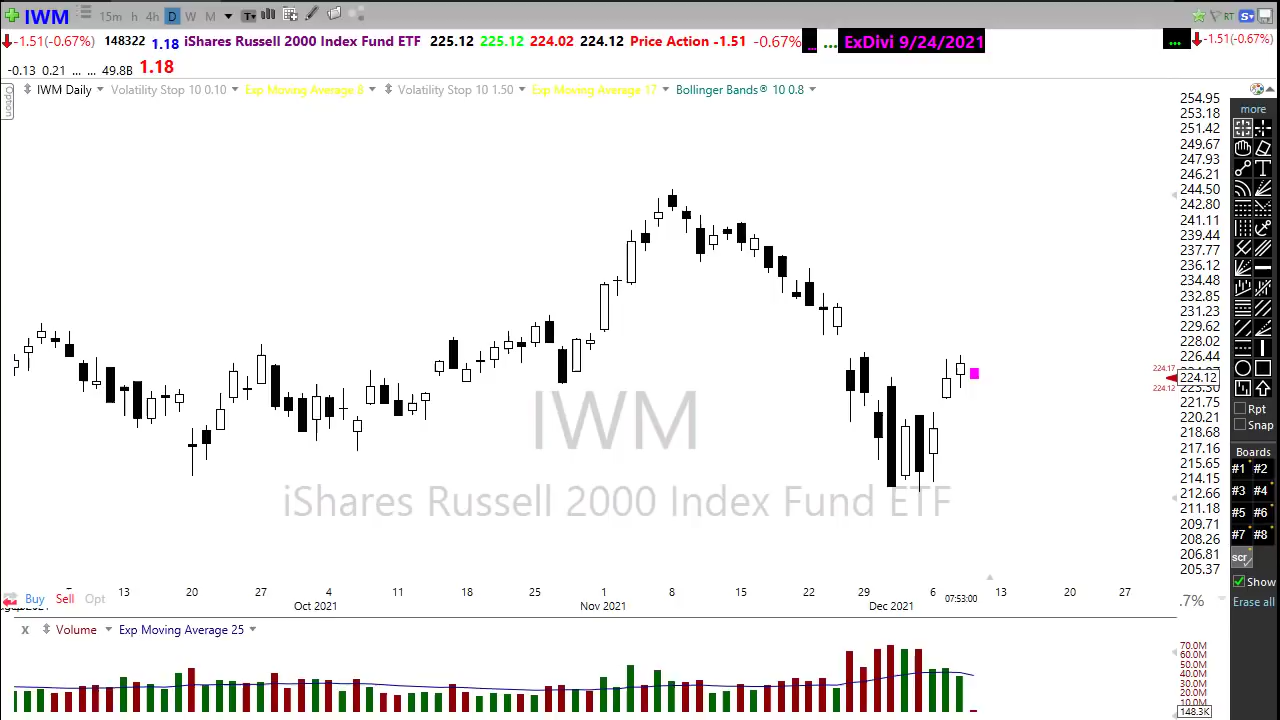 IWM 15m h 4h D W M T RT S
-1.51(-0.67%) 148322 1.18 iShares Russell 2000 Index Fund ETF 225.12 225.12 224.02 224.12 Price Action -1.51 -0.67% ... ... ExDivi 9/24/2021 ... -1.51(-0.67%)
-0.13 0.21 ... ... 49.8B 1.18
Option
IWM Daily Volatility Stop 10 0.10 Exp Moving Average 8 Volatility Stop 10 1.50 Exp Moving Average 17 Bollinger Bands® 10 0.8
254.95
253.18
251.42
249.67
247.93
246.21
244.50
242.80
241.11
239.44
237.77
236.12
234.48
232.85
231.23
229.62
228.02
226.44
224.17
224.12
224.12
223.30
221.75
220.21
218.68
217.16
215.65
214.15
212.66
211.18
209.71
208.26
206.81
205.37
more
Rpt
Snap
Boards
#1 #2
#3 #4
#5 #6
#7 #8
scr
Show
Erase all
IWM
iShares Russell 2000 Index Fund ETF
Buy Sell Opt
13 20 27 4 11 18 25 1 8 15 22 29 6 07:53:00 13 20 27
Oct 2021 Nov 2021 Dec 2021
.7%
x Volume Exp Moving Average 25
70.0M
60.0M
50.0M
40.0M
30.0M
20.0M
10.0M
148.3K